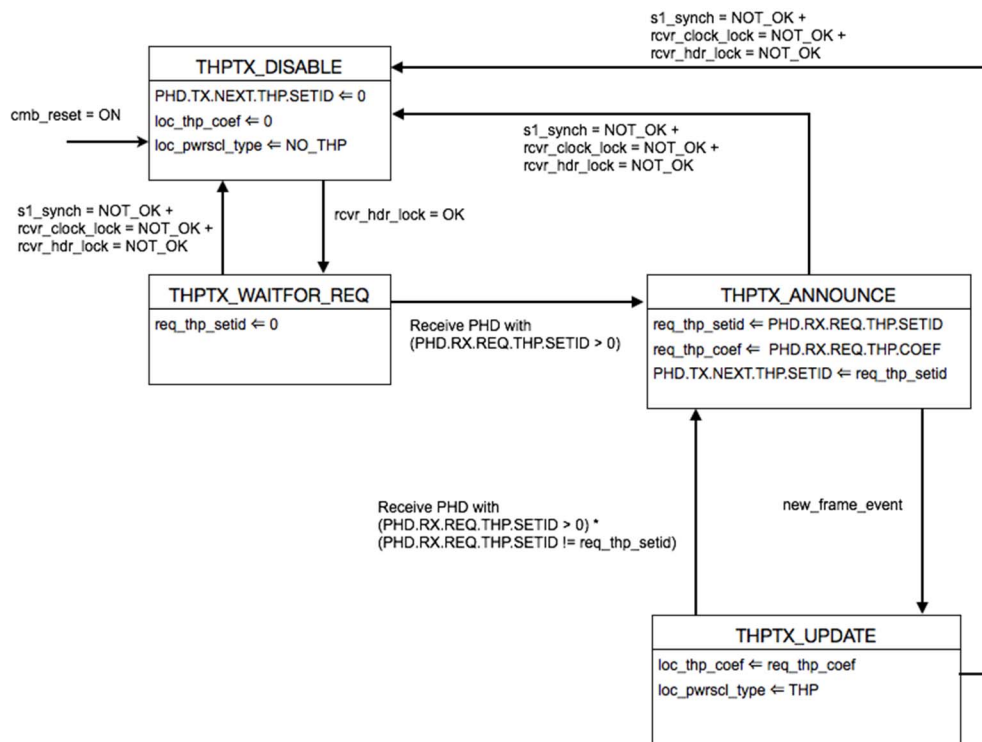 s1_synch = NOT_OK +
rcvr_clock_lock = NOT_OK +
rcvr_hdr_lock = NOT_OK
THPTX_DISABLE
PHD.TX.NEXT.THP.SETID ⇐ 0
loc_thp_coef ⇐ 0
loc_pwrscl_type ⇐ NO_THP
cmb_reset = ON
s1_synch = NOT_OK +
rcvr_clock_lock = NOT_OK +
rcvr_hdr_lock = NOT_OK
s1_synch = NOT_OK +
rcvr_clock_lock = NOT_OK +
rcvr_hdr_lock = NOT_OK
rcvr_hdr_lock = OK
THPTX_WAITFOR_REQ
req_thp_setid ⇐ 0
Receive PHD with
(PHD.RX.REQ.THP.SETID > 0)
THPTX_ANNOUNCE
req_thp_setid ⇐ PHD.RX.REQ.THP.SETID
req_thp_coef ⇐ PHD.RX.REQ.THP.COEF
PHD.TX.NEXT.THP.SETID ⇐ req_thp_setid
Receive PHD with
(PHD.RX.REQ.THP.SETID > 0) *
(PHD.RX.REQ.THP.SETID != req_thp_setid)
new_frame_event
THPTX_UPDATE
loc_thp_coef ⇐ req_thp_coef
loc_pwrscl_type ⇐ THP